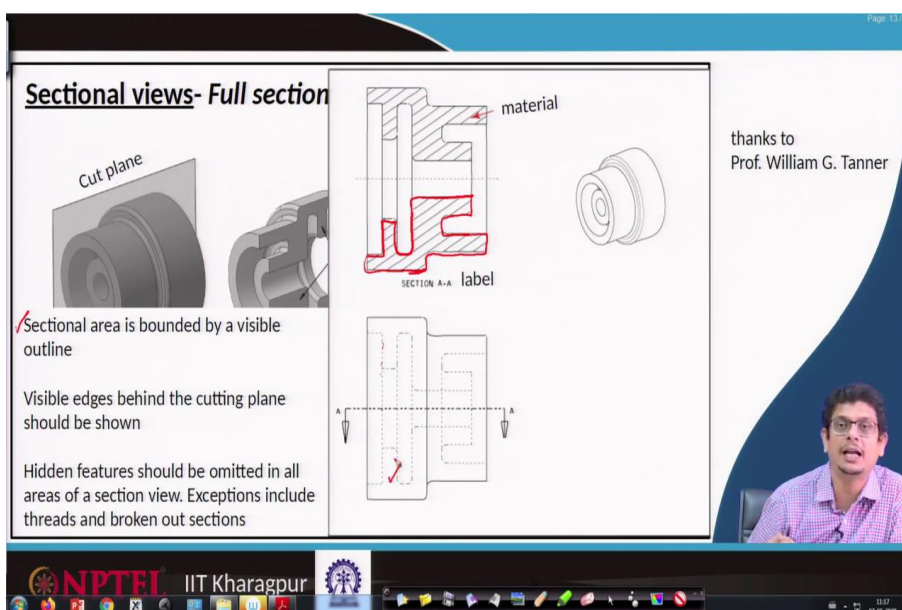 Page: 13/
Sectional views- Full section
Cut plane
material
thanks to
Prof. William G. Tanner
SECTION A-A label
Sectional area is bounded by a visible
outline
Visible edges behind the cutting plane
should be shown
A A
Hidden features should be omitted in all
areas of a section view. Exceptions include
threads and broken out sections
NPTEL IIT Kharagpur
11:17